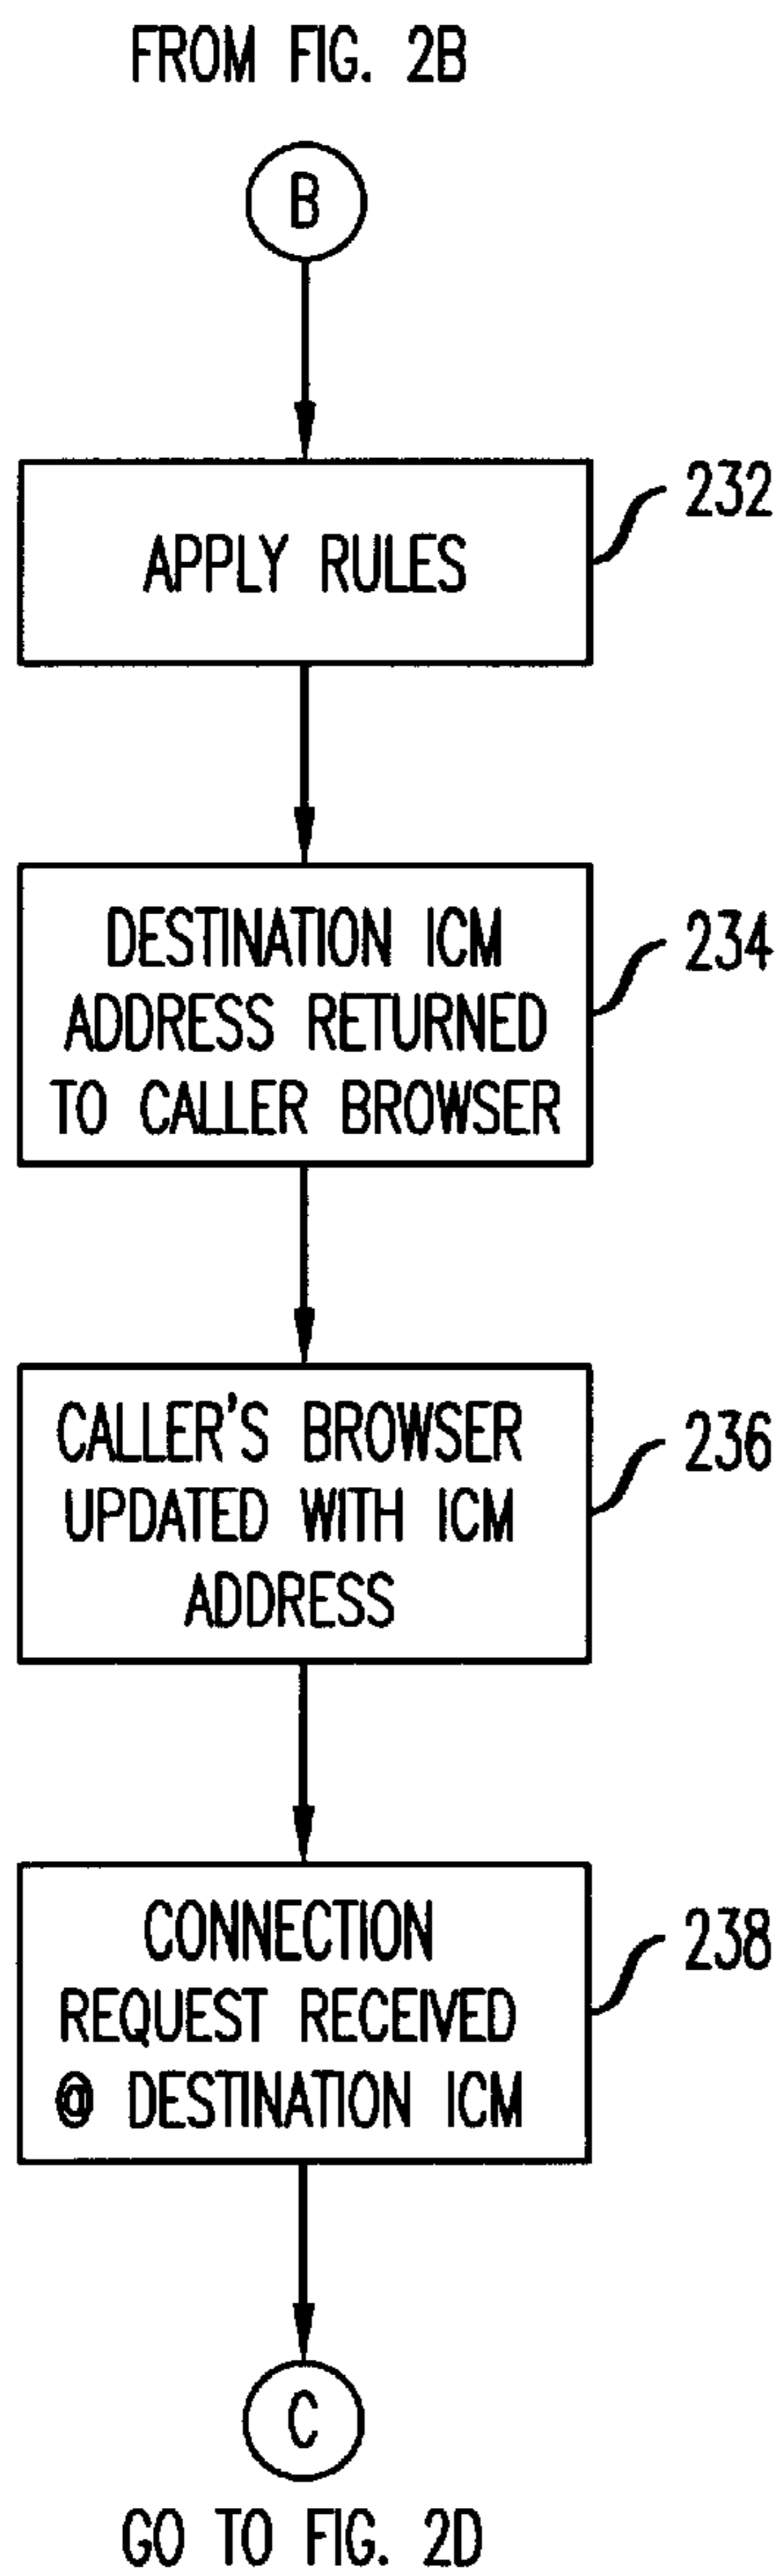 FROM FIG. 2B
B
APPLY RULES
232
DESTINATION ICM
ADDRESS RETURNED
TO CALLER BROWSER
234
CALLER'S BROWSER
UPDATED WITH ICM
ADDRESS
236
CONNECTION
REQUEST RECEIVED
@ DESTINATION ICM
238
C
GO TO FIG. 2D